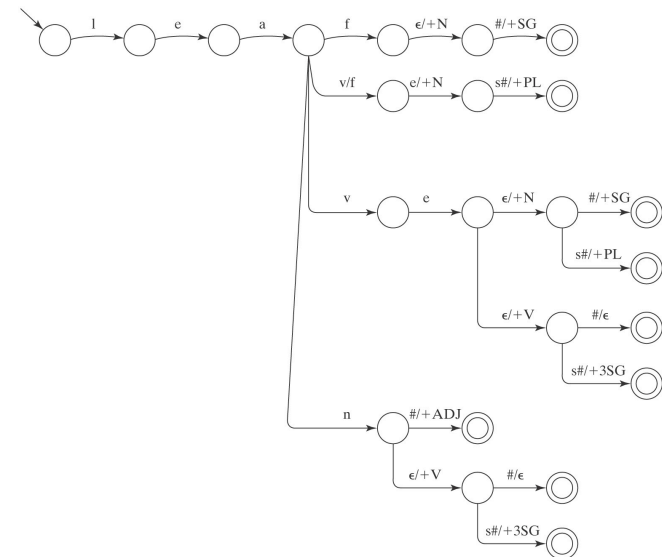 l e a f ϵ/+N #/+SG
v/f e/+N s#/+PL
v e ϵ/+N #/+SG
s#/+PL
ϵ/+V #/ϵ
s#/+3SG
n #/+ADJ
ϵ/+V #/ϵ
s#/+3SG